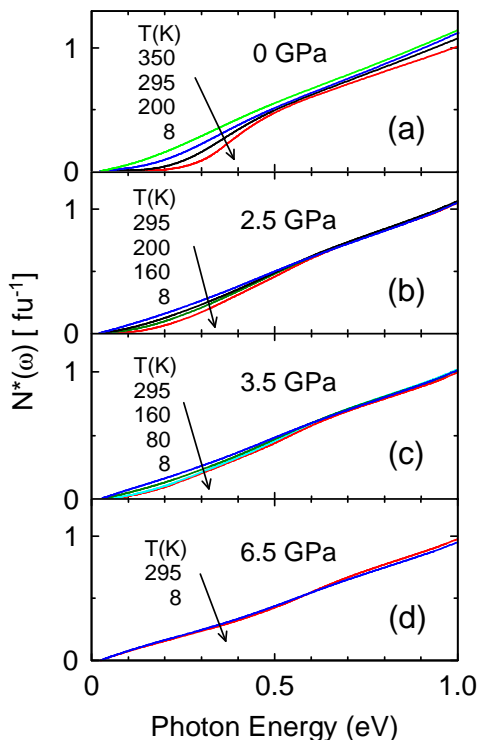 1
T(K)
350
295
200
8
0 GPa
(a)
0
1
T(K)
295
200
160
8
2.5 GPa
(b)
0
N*(ω) [ fu-1]
1
T(K)
295
160
80
8
3.5 GPa
(c)
0
T(K)
295
8
6.5 GPa
(d)
0
0 0.5 1.0
Photon Energy (eV)